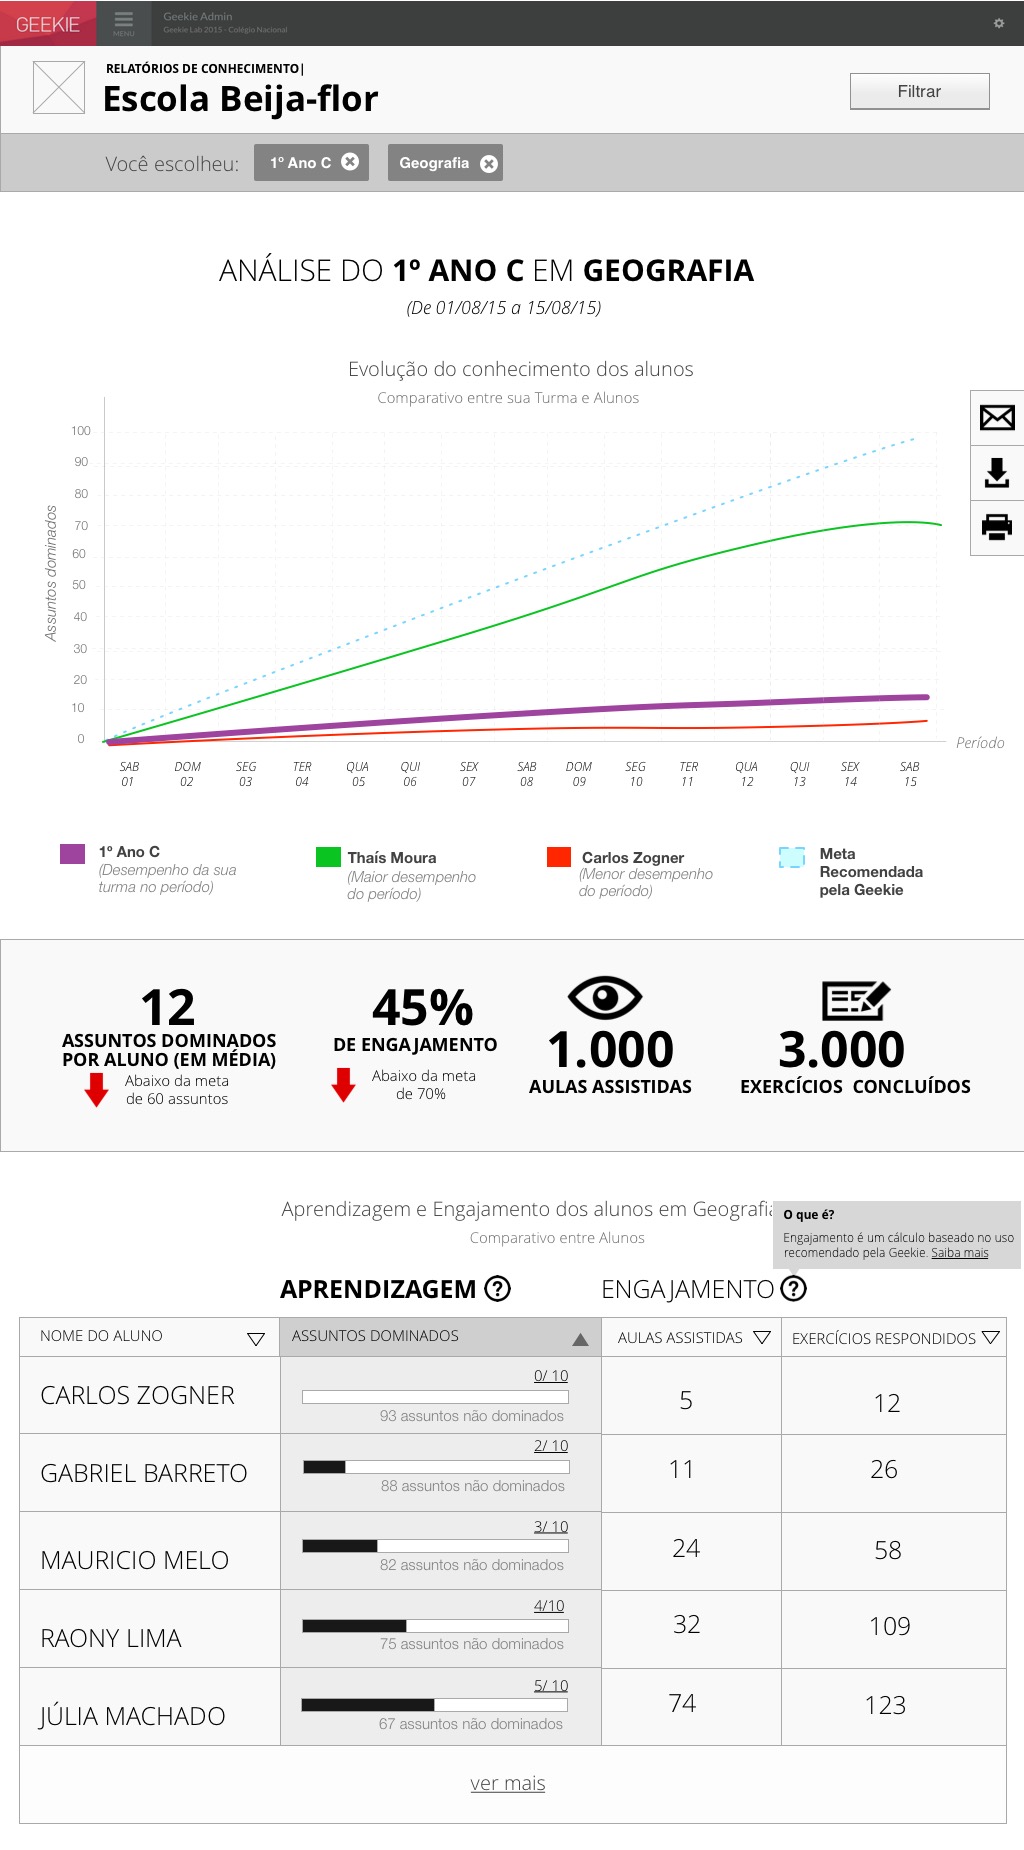 GEEKIE
MENU
Geekie Admin
Geekie Lab 2015 - Colégio Nacional
RELATÓRIOS DE CONHECIMENTO|
Escola Beija-flor
Filtrar
Você escolheu:
1º Ano C
Geografia
ANÁLISE DO 1º ANO C EM GEOGRAFIA
(De 01/08/15 a 15/08/15)
Evolução do conhecimento dos alunos
Comparativo entre sua Turma e Alunos
Assuntos dominados
100
90
80
70
60
50
40
30
20
10
0
Período
SAB DOM SEG TER QUA QUI SEX SAB DOM SEG TER QUA QUI SEX SAB
01 02 03 04 05 06 07 08 09 10 11 12 13 14 15
1º Ano C
(Desempenho da sua
turma no período)
Thaís Moura
(Maior desempenho
do período)
Carlos Zogner
(Menor desempenho
do período)
Meta
Recomendada
pela Geekie
12
ASSUNTOS DOMINADOS
POR ALUNO (EM MÉDIA)
Abaixo da meta
de 60 assuntos
45%
DE ENGAJAMENTO
Abaixo da meta
de 70%
1.000
AULAS ASSISTIDAS
3.000
EXERCÍCIOS CONCLUÍDOS
Aprendizagem e Engajamento dos alunos em Geografia
Comparativo entre Alunos
O que é?
Engajamento é um cálculo baseado no uso
recomendado pela Geekie. Saiba mais
APRENDIZAGEM ?
ENGAJAMENTO ?
NOME DO ALUNO
ASSUNTOS DOMINADOS
AULAS ASSISTIDAS
EXERCÍCIOS RESPONDIDOS
CARLOS ZOGNER
0/ 10
93 assuntos não dominados
5
12
GABRIEL BARRETO
2/ 10
88 assuntos não dominados
11
26
MAURICIO MELO
3/ 10
82 assuntos não dominados
24
58
RAONY LIMA
4/10
75 assuntos não dominados
32
109
JÚLIA MACHADO
5/ 10
67 assuntos não dominados
74
123
ver mais